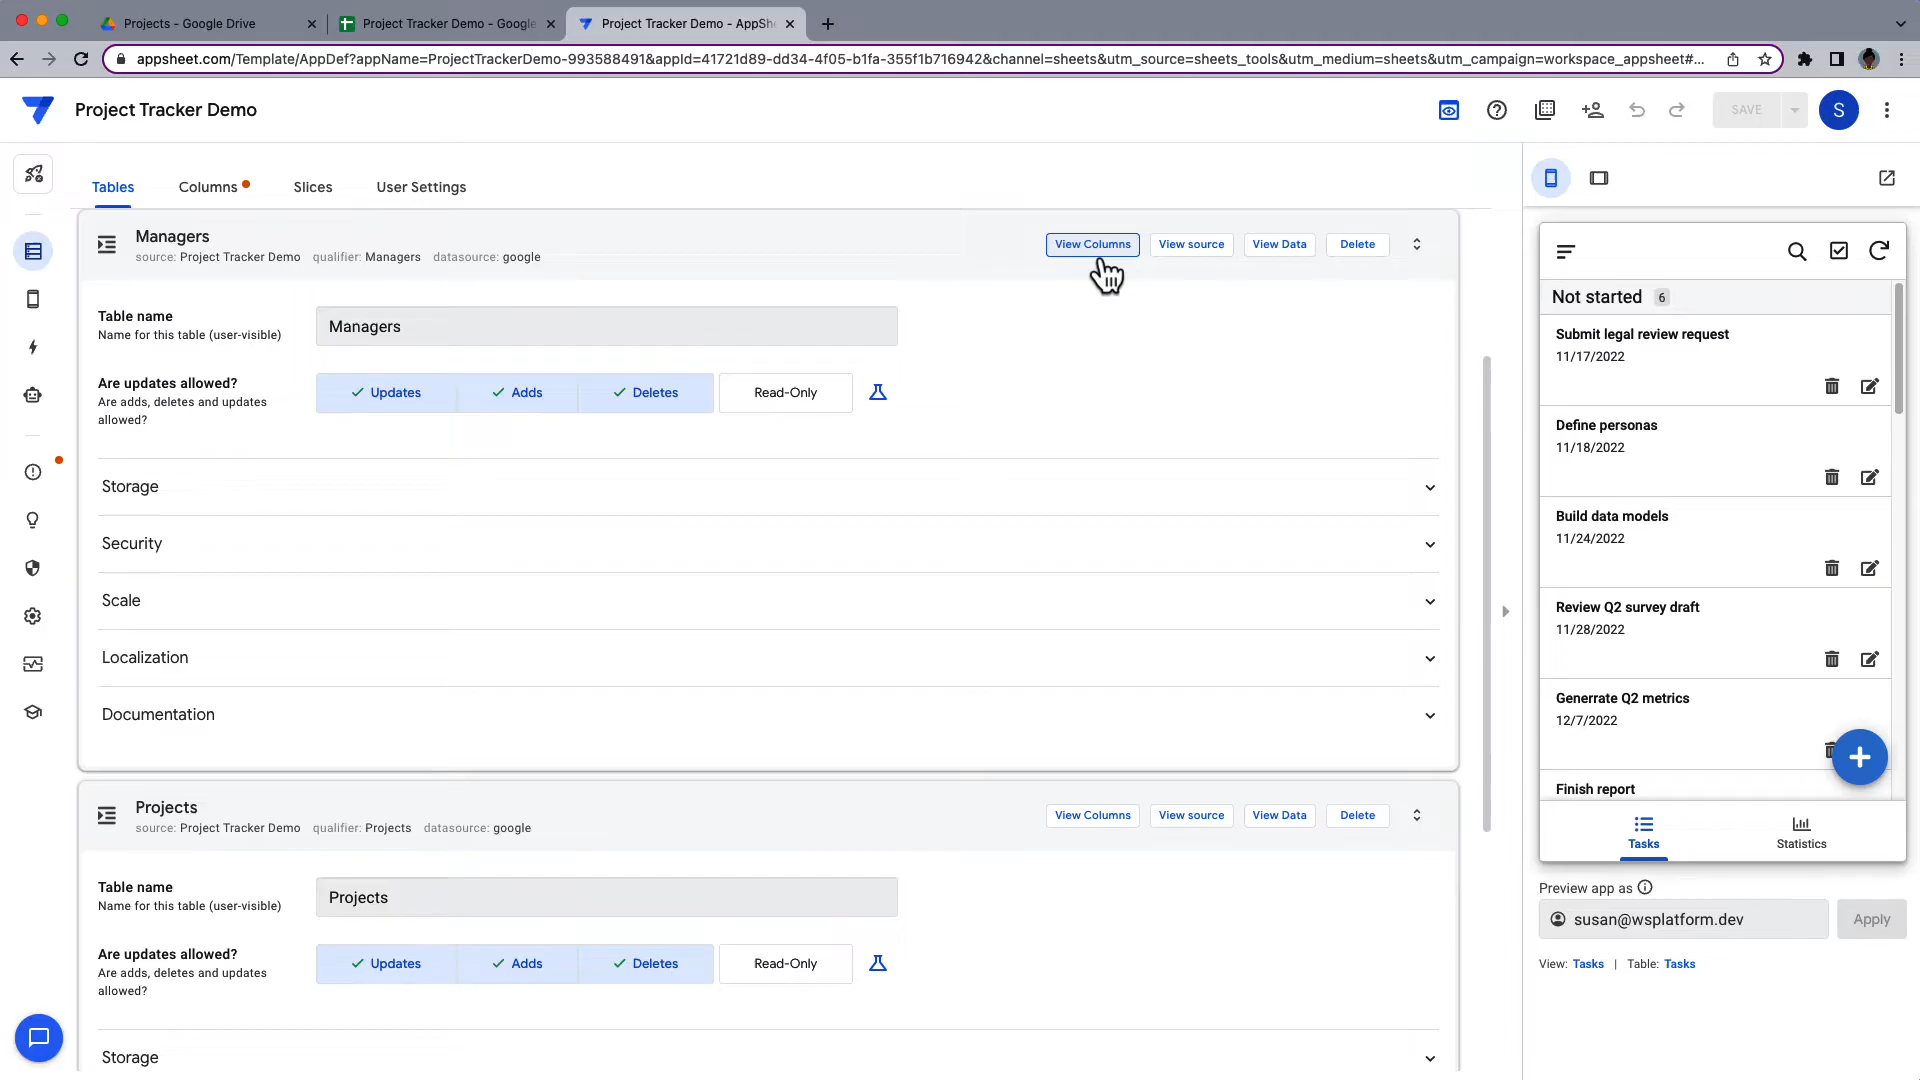 Projects - Google Drive
Project Tracker Demo - Google
Project Tracker Demo - AppSh
appsheet.com/Template/AppDef?appName=ProjectTrackerDemo-993588491&appId=41721d89-dd34-4f05-b1fa-355f1b716942&channel=sheets&utm_source=sheets_tools&utm_medium=sheets&utm_campaign=workspace_appsheet#...
Project Tracker Demo
SAVE
S
Tables
Columns
Slices
User Settings
Managers
source: Project Tracker Demo qualifier: Managers datasource: google
View Columns
View source
View Data
Delete
Table name
Name for this table (user-visible)
Managers
Are updates allowed?
Are adds, deletes and updates
allowed?
Updates
Adds
Deletes
Read-Only
Storage
Security
Scale
Localization
Documentation
Projects
source: Project Tracker Demo qualifier: Projects datasource: google
View Columns
View source
View Data
Delete
Table name
Name for this table (user-visible)
Projects
Are updates allowed?
Are adds, deletes and updates
allowed?
Updates
Adds
Deletes
Read-Only
Storage
Not started 6
Submit legal review request
11/17/2022
Define personas
11/18/2022
Build data models
11/24/2022
Review Q2 survey draft
11/28/2022
Generrate Q2 metrics
12/7/2022
Finish report
Tasks
Statistics
Preview app as
susan@wsplatform.dev
Apply
View: Tasks | Table: Tasks